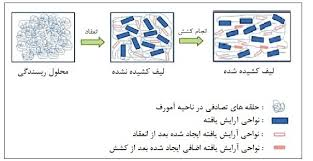 انعقاد
انجام کشش
محلول ریسندگی
لیف کشیده نشده
لیف کشیده شده
: حلقه های تصادفی در ناحیه آمورف
: نواحی آرایش یافته
: نواحی آرایش یافته ایجاد شده بعد از انعقاد
: نواحی آرایش یافته اضافی ایجاد شده بعد از کشش